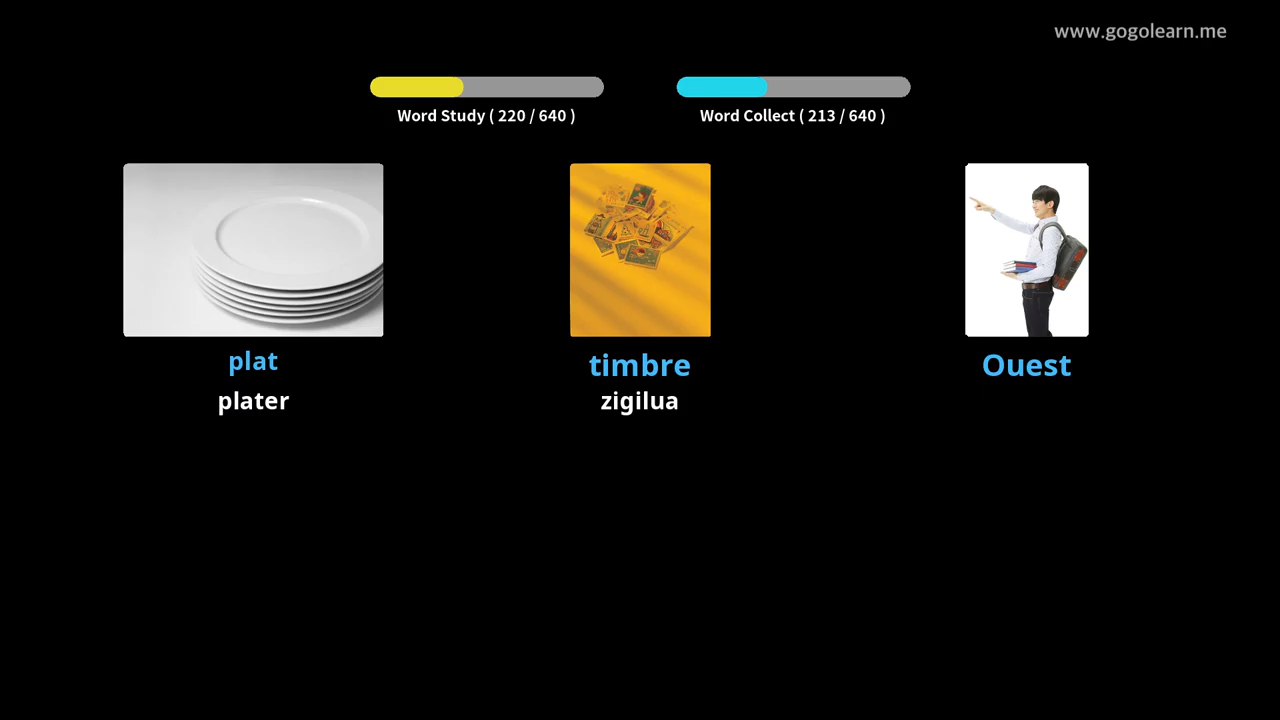 www.gogolearn.me
Word Study ( 220 / 640 )
Word Collect ( 213 / 640 )
plat
plater
timbre
zigilua
Ouest